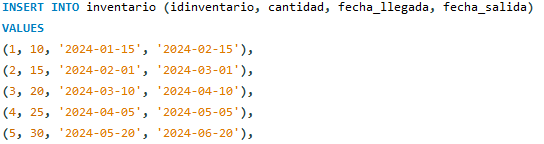 INSERT INTO inventario (idinventario, cantidad, fecha_llegada, fecha_salida)
VALUES
(1, 10, '2024-01-15', '2024-02-15'),
(2, 15, '2024-02-01', '2024-03-01'),
(3, 20, '2024-03-10', '2024-04-10'),
(4, 25, '2024-04-05', '2024-05-05'),
(5, 30, '2024-05-20', '2024-06-20'),